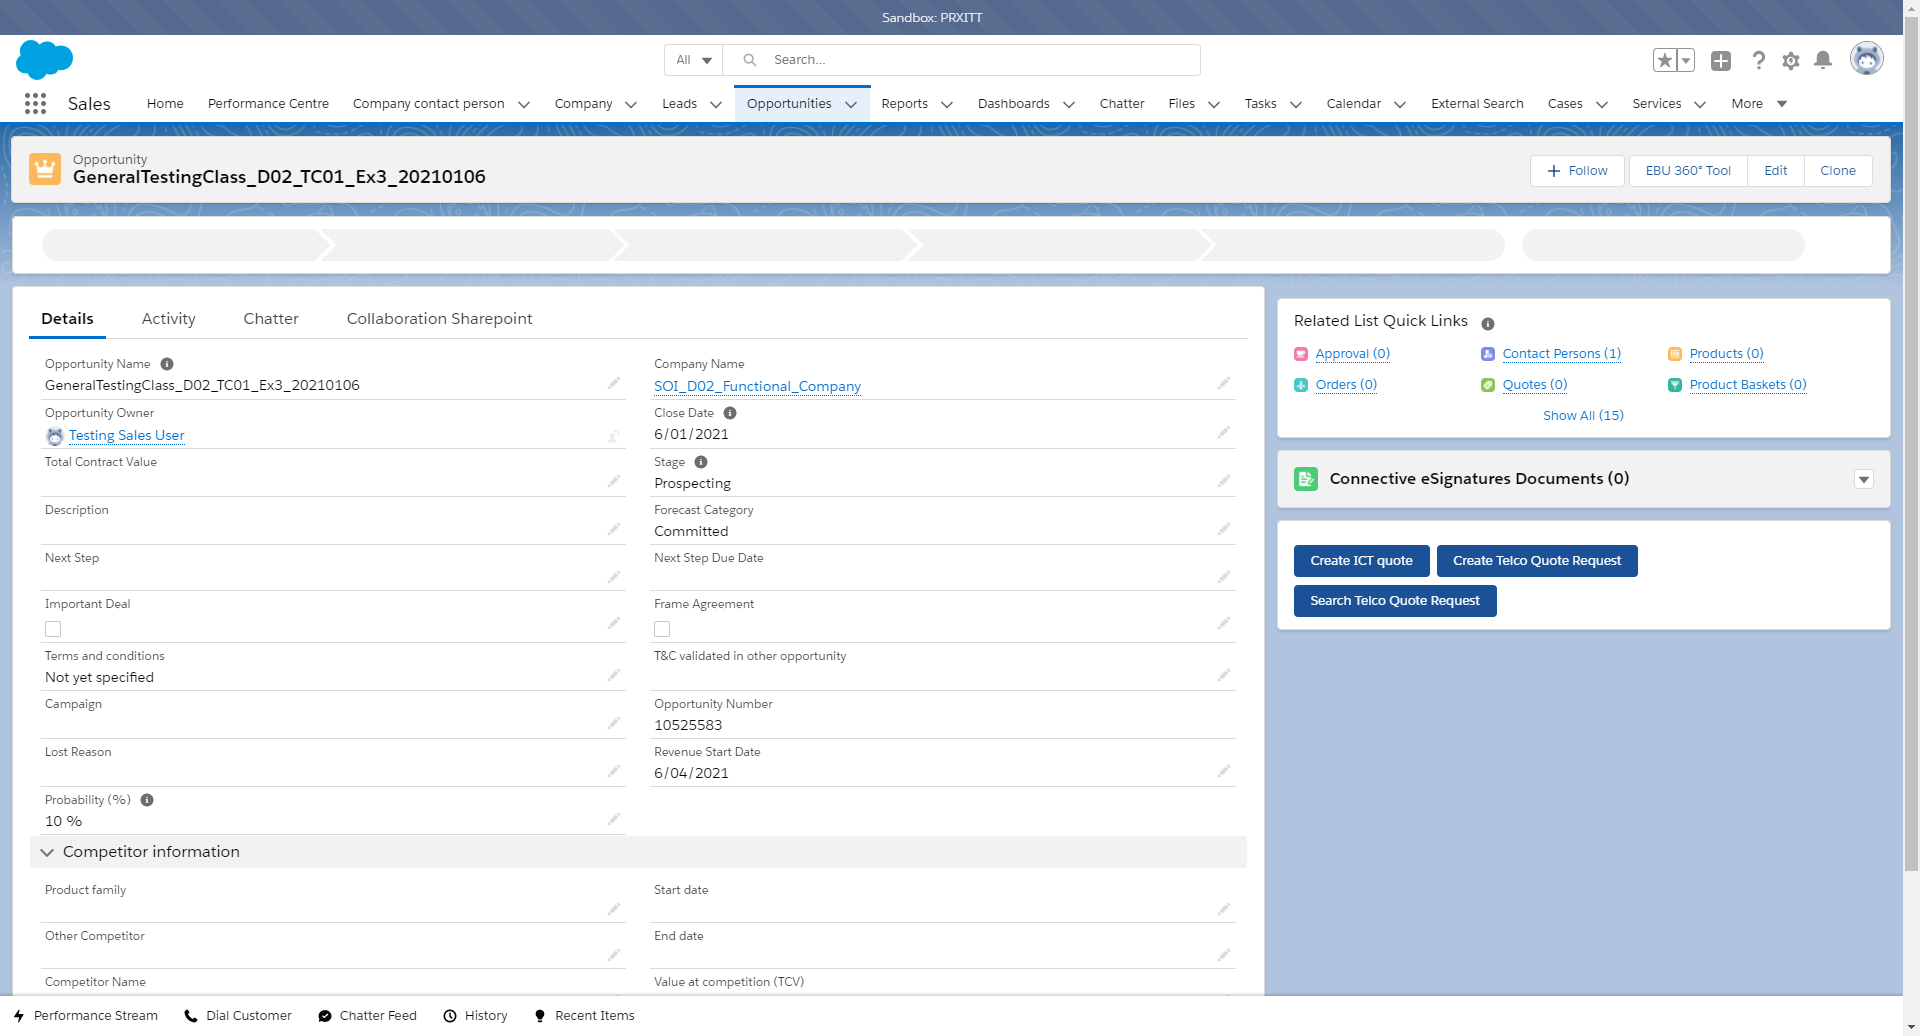 Sandbox: PRXITT
All
Search...
Sales
Home
Performance Centre
Company contact person
Company
Leads
Opportunities
Reports
Dashboards
Chatter
Files
Tasks
Calendar
External Search
Cases
Services
More
Opportunity
GeneralTestingClass_D02_TC01_Ex3_20210106
Follow
EBU 360° Tool
Edit
Clone
Details
Activity
Chatter
Collaboration Sharepoint
Opportunity Name
GeneralTestingClass_D02_TC01_Ex3_20210106
Company Name
SOI_D02_Functional_Company
Opportunity Owner
Testing Sales User
Close Date
6/01/2021
Total Contract Value
Stage
Prospecting
Description
Forecast Category
Committed
Next Step
Next Step Due Date
Important Deal
Frame Agreement
Terms and conditions
Not yet specified
T&C validated in other opportunity
Campaign
Opportunity Number
10525583
Lost Reason
Revenue Start Date
6/04/2021
Probability (%)
10 %
Competitor information
Product family
Start date
Other Competitor
End date
Competitor Name
Value at competition (TCV)
Related List Quick Links
Approval (0)
Contact Persons (1)
Products (0)
Orders (0)
Quotes (0)
Product Baskets (0)
Show All (15)
Connective eSignatures Documents (0)
Create ICT quote
Create Telco Quote Request
Search Telco Quote Request
Performance Stream
Dial Customer
Chatter Feed
History
Recent Items